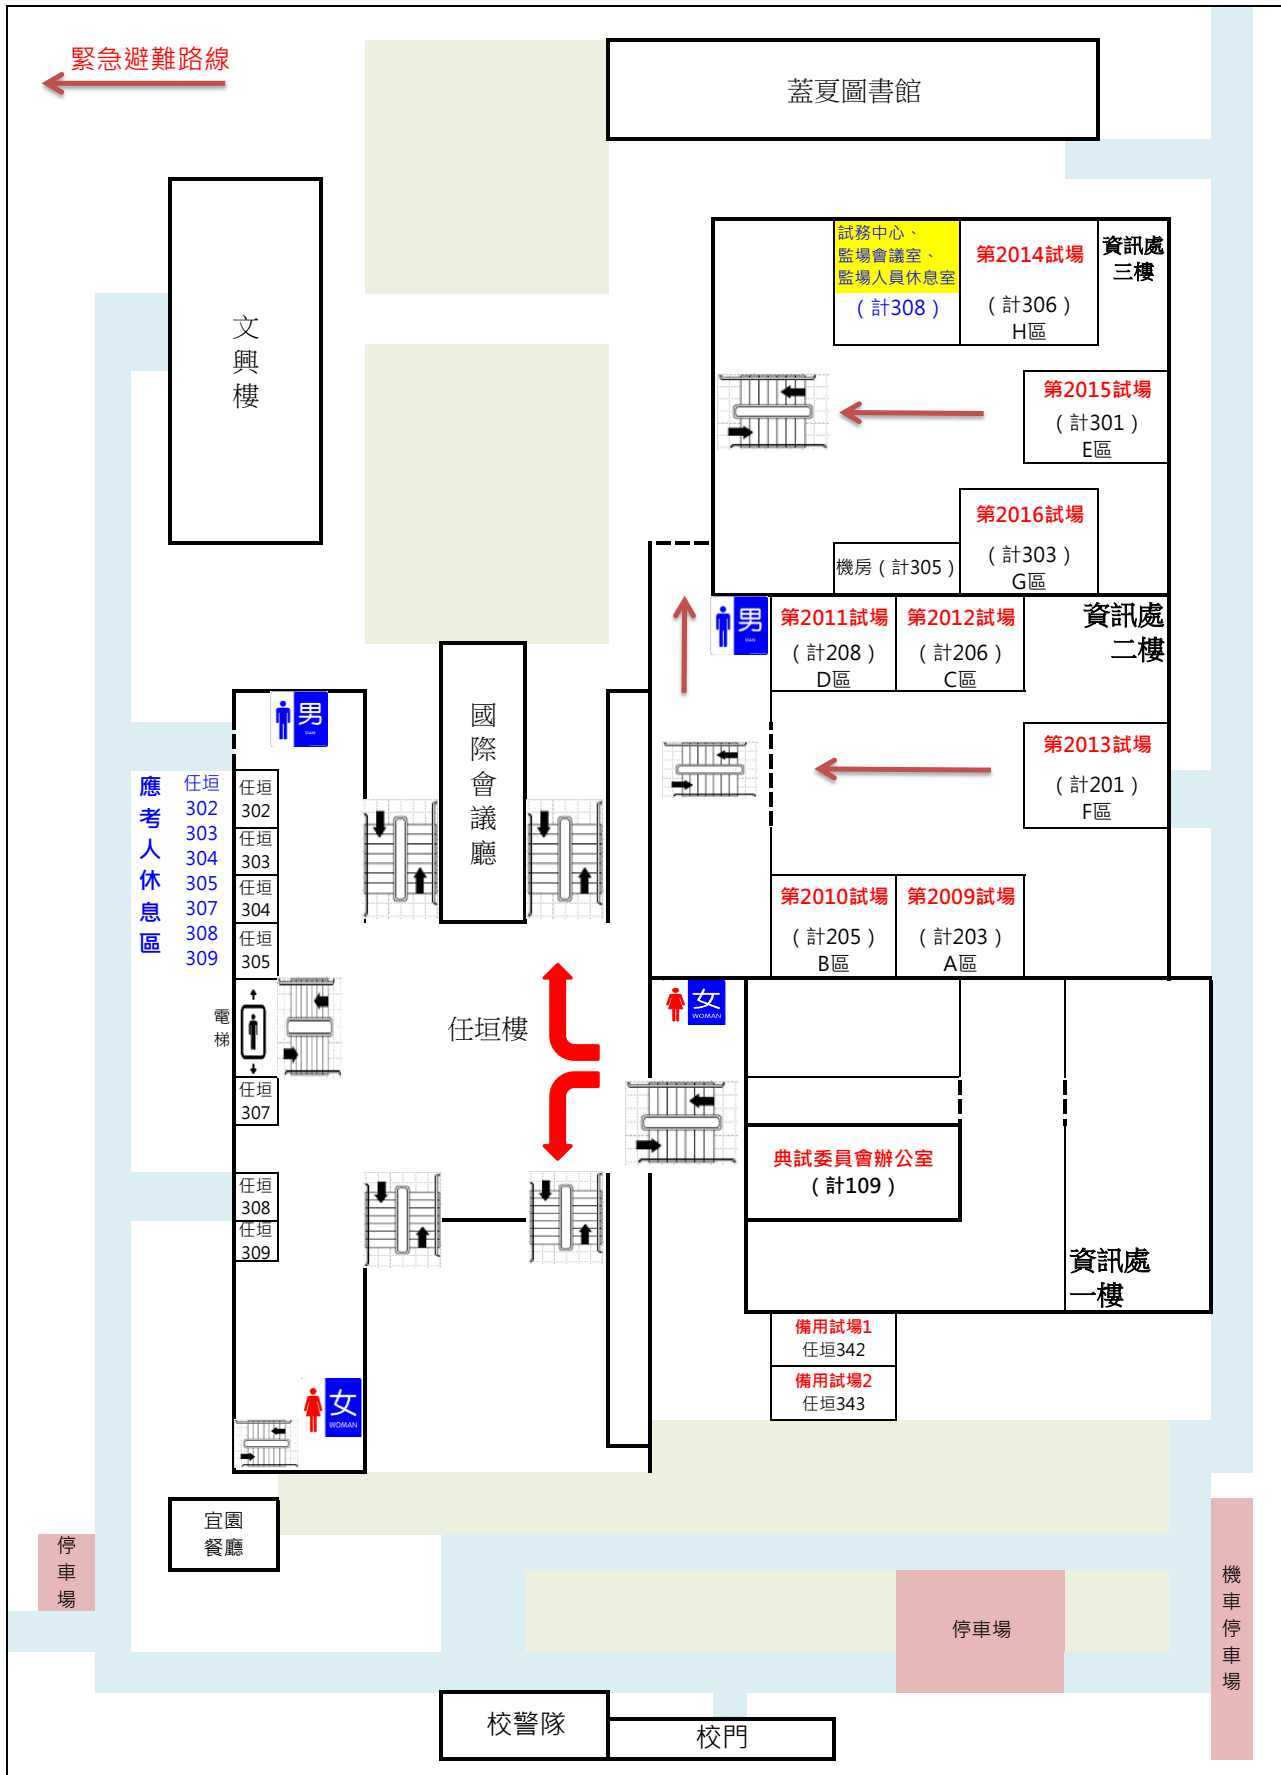 緊急避難路線
蓋夏圖書館
文
興
樓
試務中心、
監場會議室、
監場人員休息室
(計308)
第2014試場
(計306)
H區
資訊處
三樓
第2015試場
(計301)
E區
第2016試場
(計303)
G區
機房(計305)
男
MAN
第2011試場
(計208)
D區
第2012試場
(計206)
C區
資訊處
二樓
第2013試場
(計201)
F區
第2010試場
(計205)
B區
第2009試場
(計203)
A區
國
際
會
議
廳
男
MAN
應
考
人
休
息
區
任垣
302
303
304
305
307
308
309
任垣
302
任垣
303
任垣
304
任垣
305
電
梯
任垣
307
任垣
308
任垣
309
任垣樓
女
WOMAN
典試委員會辦公室
(計109)
資訊處
一樓
備用試場1
任垣342
備用試場2
任垣343
女
WOMAN
宜園
餐廳
停
車
場
停車場
機
車
停
車
場
校警隊
校門